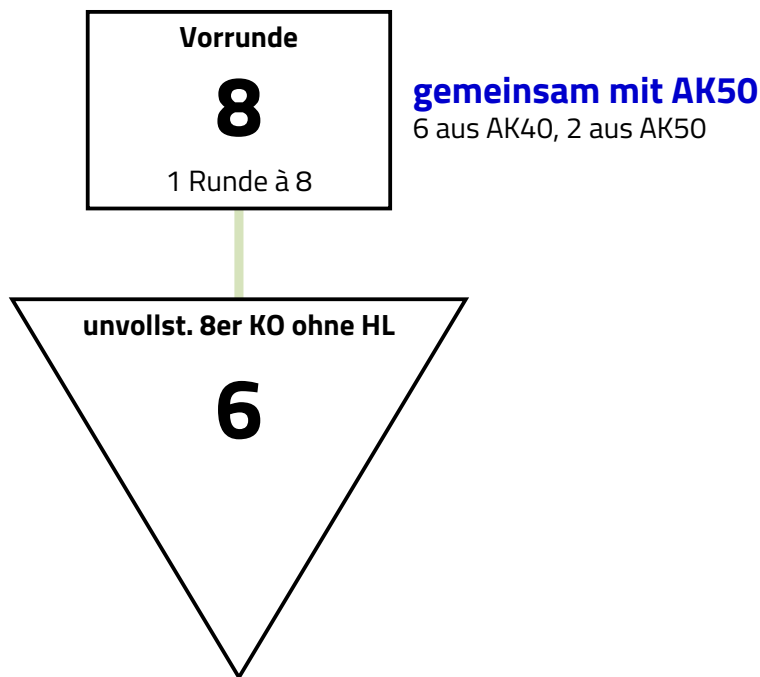 Vorrunde
8
1 Runde à 8
gemeinsam mit AK50
6 aus AK40, 2 aus AK50
unvollst. 8er KO ohne HL
6